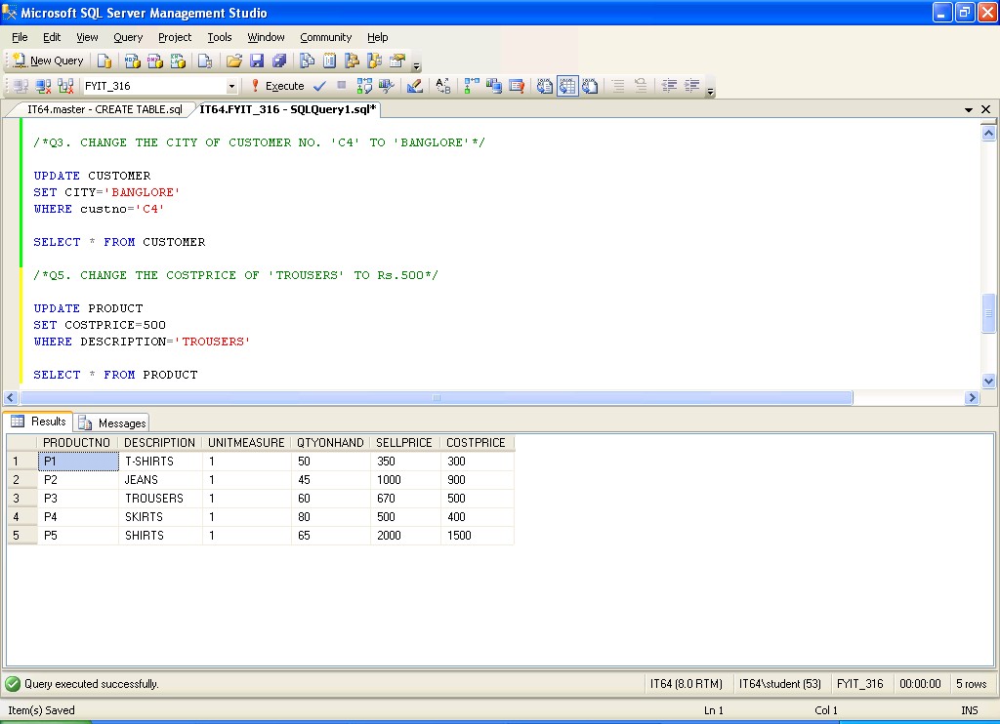 Microsoft SQL Server Management Studio
File Edit View Query Project Tools Window Community Help
New Query
FYIT_316 Execute
IT64.master - CREATE TABLE.sql IT64.FYIT_316 - SQLQuery1.sql*
/*Q3. CHANGE THE CITY OF CUSTOMER NO. 'C4' TO 'BANGLORE'*/
UPDATE CUSTOMER
SET CITY='BANGLORE'
WHERE custno='C4'
SELECT * FROM CUSTOMER
/*Q5. CHANGE THE COSTPRICE OF 'TROUSERS' TO Rs.500*/
UPDATE PRODUCT
SET COSTPRICE=500
WHERE DESCRIPTION='TROUSERS'
SELECT * FROM PRODUCT
Results Messages
PRODUCTNO DESCRIPTION UNITMEASURE QTYONHAND SELLPRICE COSTPRICE
1 P1 T-SHIRTS 1 50 350 300
2 P2 JEANS 1 45 1000 900
3 P3 TROUSERS 1 60 670 500
4 P4 SKIRTS 1 80 500 400
5 P5 SHIRTS 1 65 2000 1500
Query executed successfully. IT64 (8.0 RTM) IT64\student (53) FYIT_316 00:00:00 5 rows
Item(s) Saved Ln 1 Col 1 INS